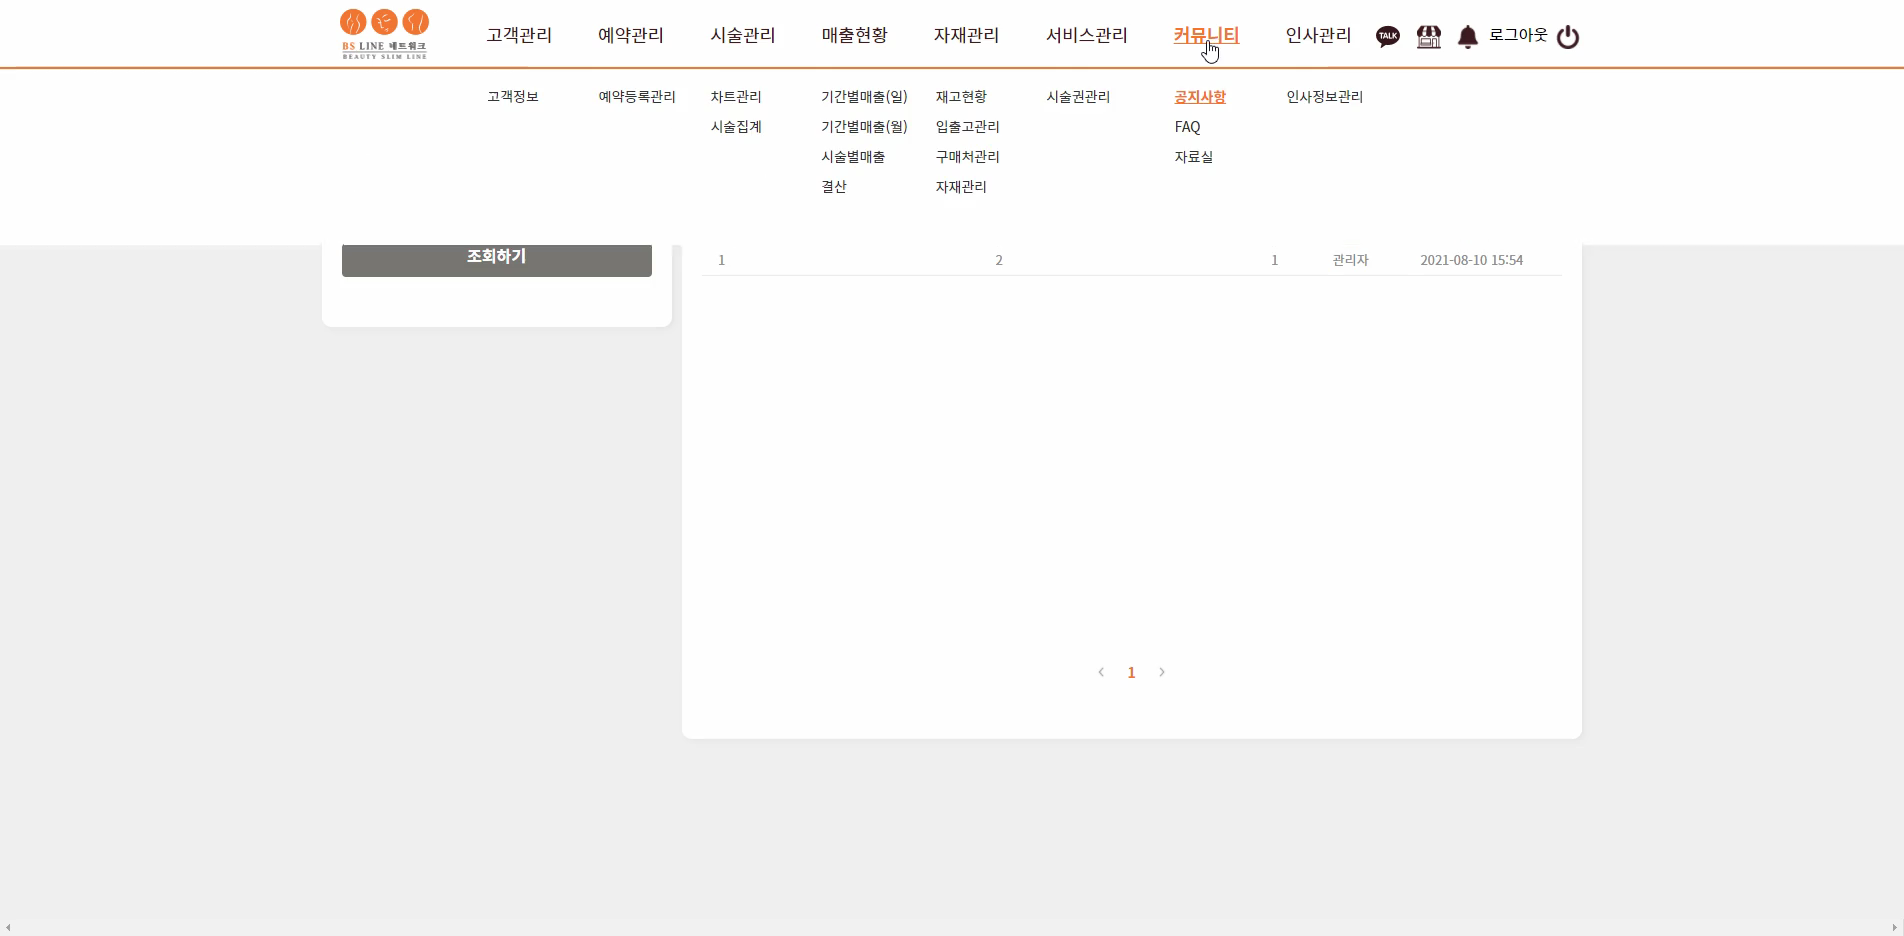 BS LINE 네트워크
BEAUTY SLIM LINE
고객관리 예약관리 시술관리 매출현황 자재관리 서비스관리 커뮤니티 인사관리 TALK 로그아웃
고객정보 예약등록관리 차트관리 기간별매출(일) 재고현황 시술권관리 공지사항 인사정보관리
시술집계 기간별매출(월) 입출고관리 FAQ
시술별매출 구매처관리 자료실
결산 자재관리
조회하기
1 2 1 관리자 2021-08-10 15:54
‹ 1 ›